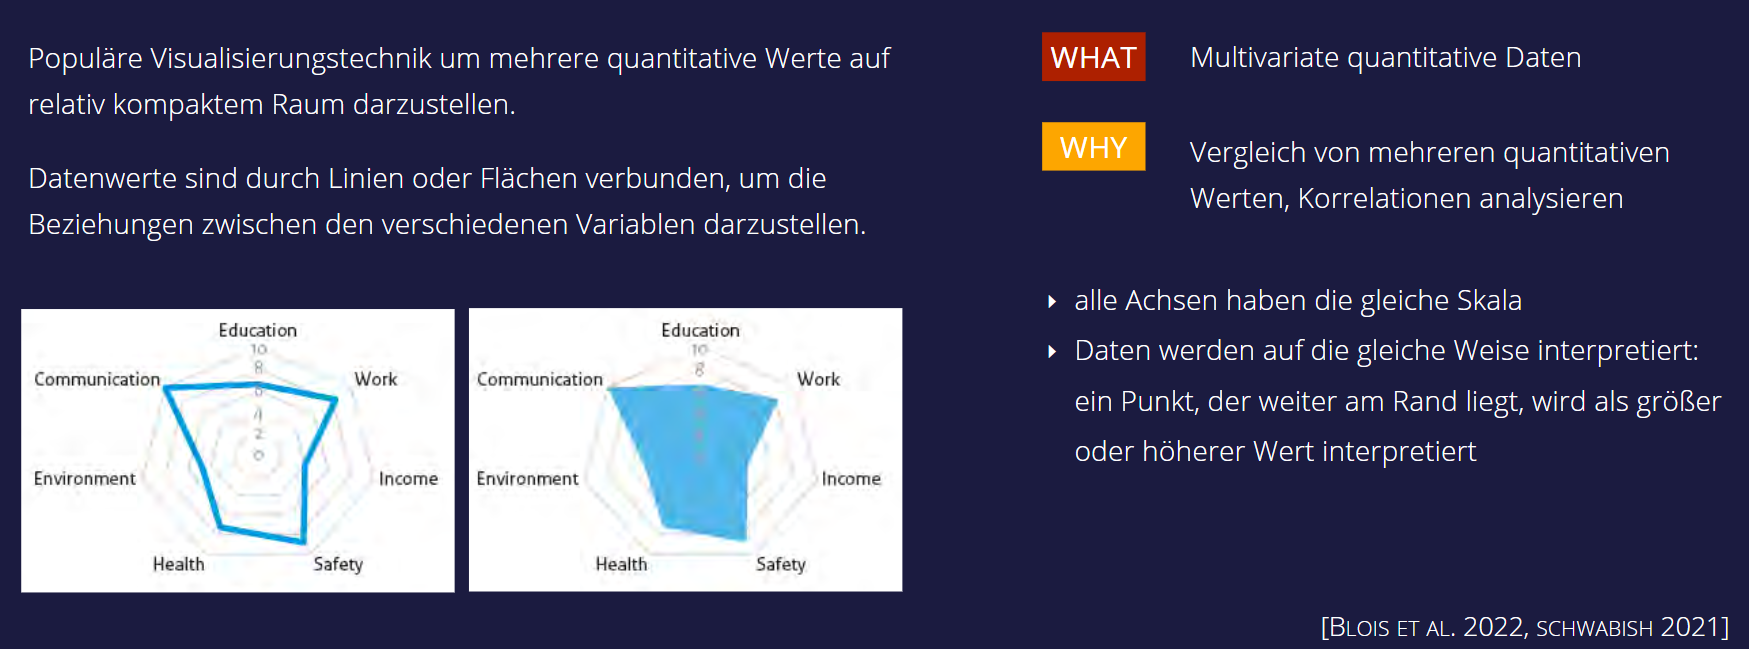 Populäre Visualisierungstechnik um mehrere quantitative Werte auf
relativ kompaktem Raum darzustellen.
Datenwerte sind durch Linien oder Flächen verbunden, um die
Beziehungen zwischen den verschiedenen Variablen darzustellen.
Education
10
8
6
4
2
0
Communication
Work
Environment
Income
Health
Safety
Education
10
8
Communication
Work
Environment
Income
Health
Safety
WHAT
Multivariate quantitative Daten
WHY
Vergleich von mehreren quantitativen
Werten, Korrelationen analysieren
alle Achsen haben die gleiche Skala
Daten werden auf die gleiche Weise interpretiert:
ein Punkt, der weiter am Rand liegt, wird als größer
oder höherer Wert interpretiert
[BLOIS ET AL. 2022, SCHWABISH 2021]